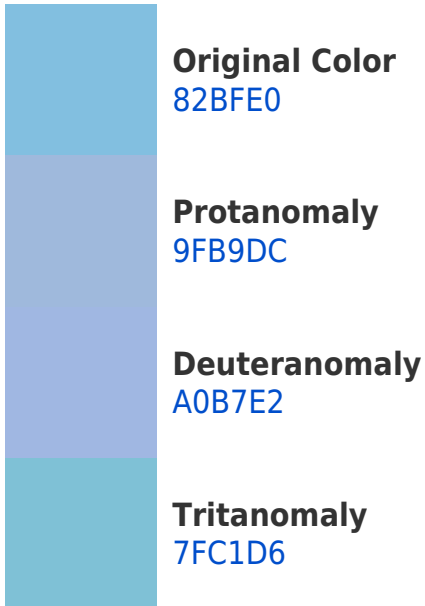 Original Color
82BFE0
Protanomaly
9FB9DC
Deuteranomaly
A0B7E2
Tritanomaly
7FC1D6